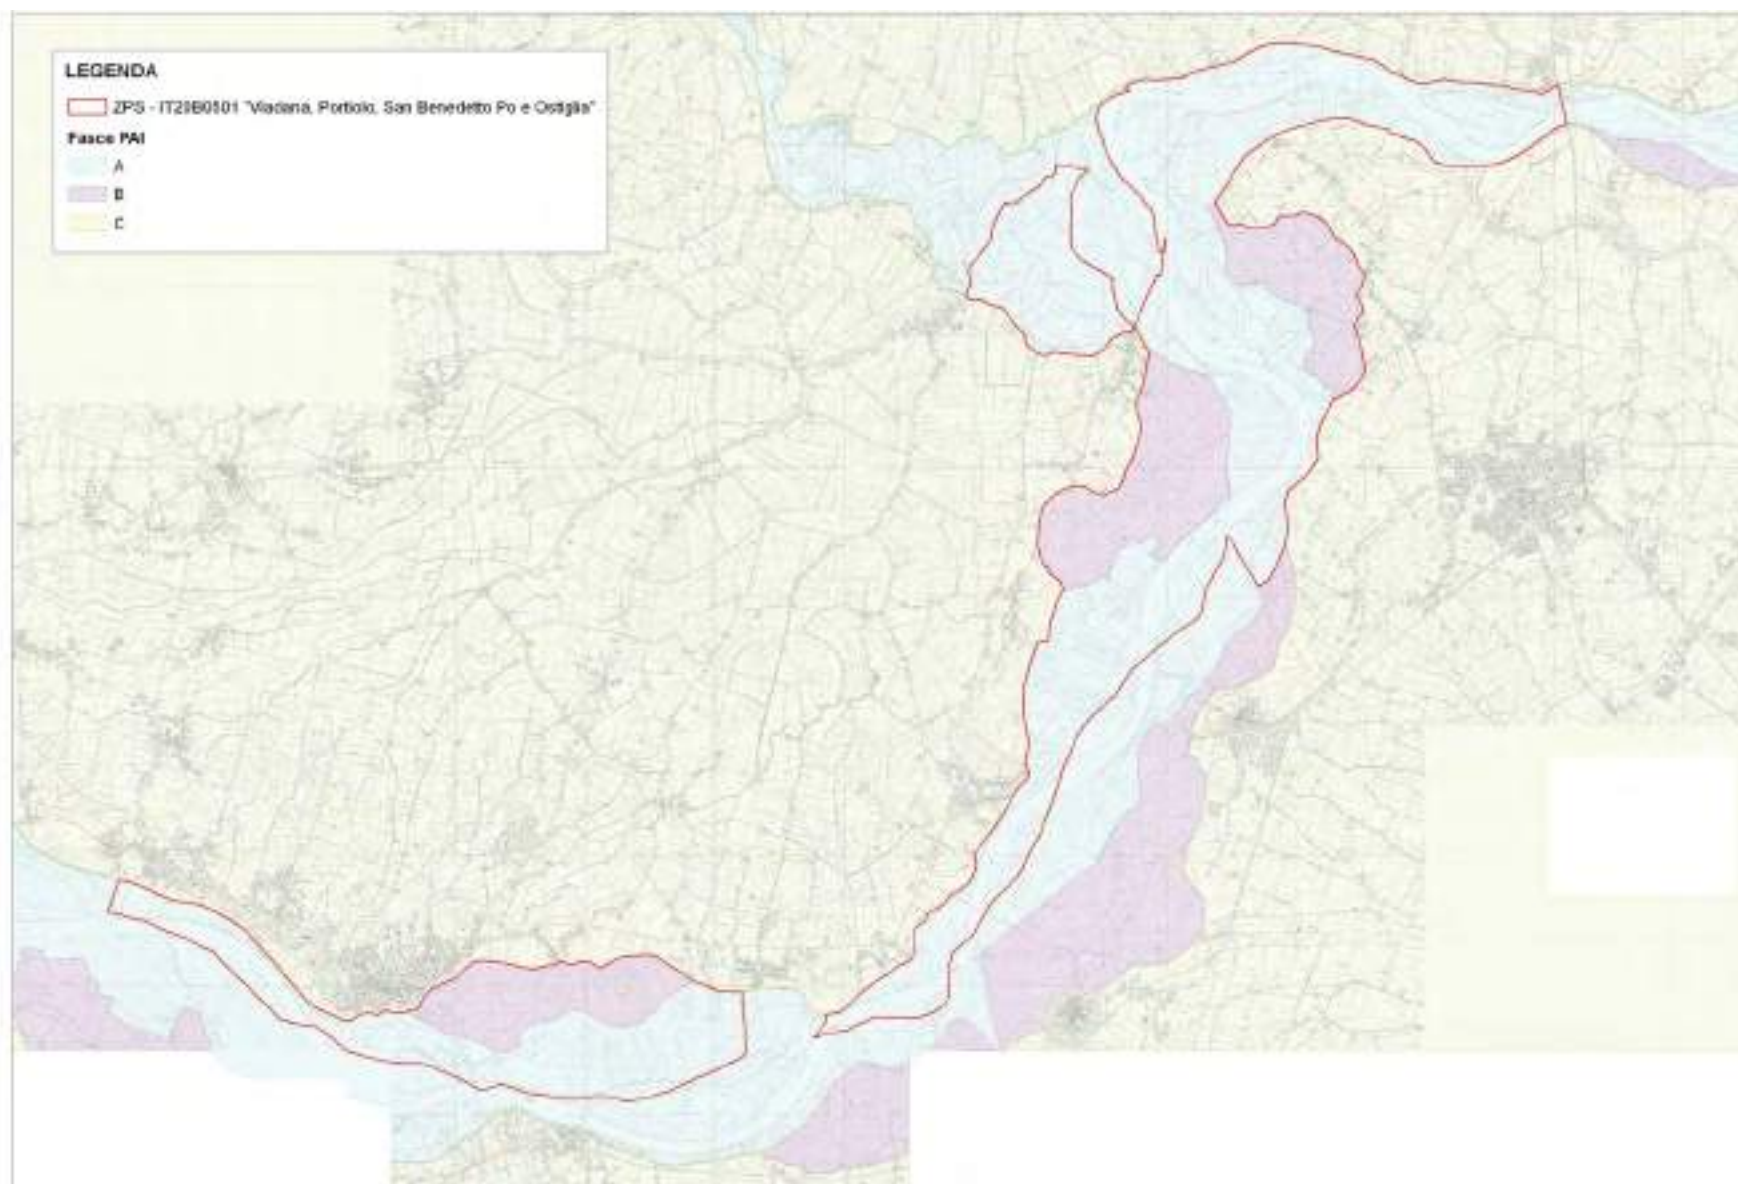 LEGENDA
ZPS - IT20B0501 "Viadana, Portiolo, San Benedetto Po e Ostiglia"
Fasce PAI
A
B
C